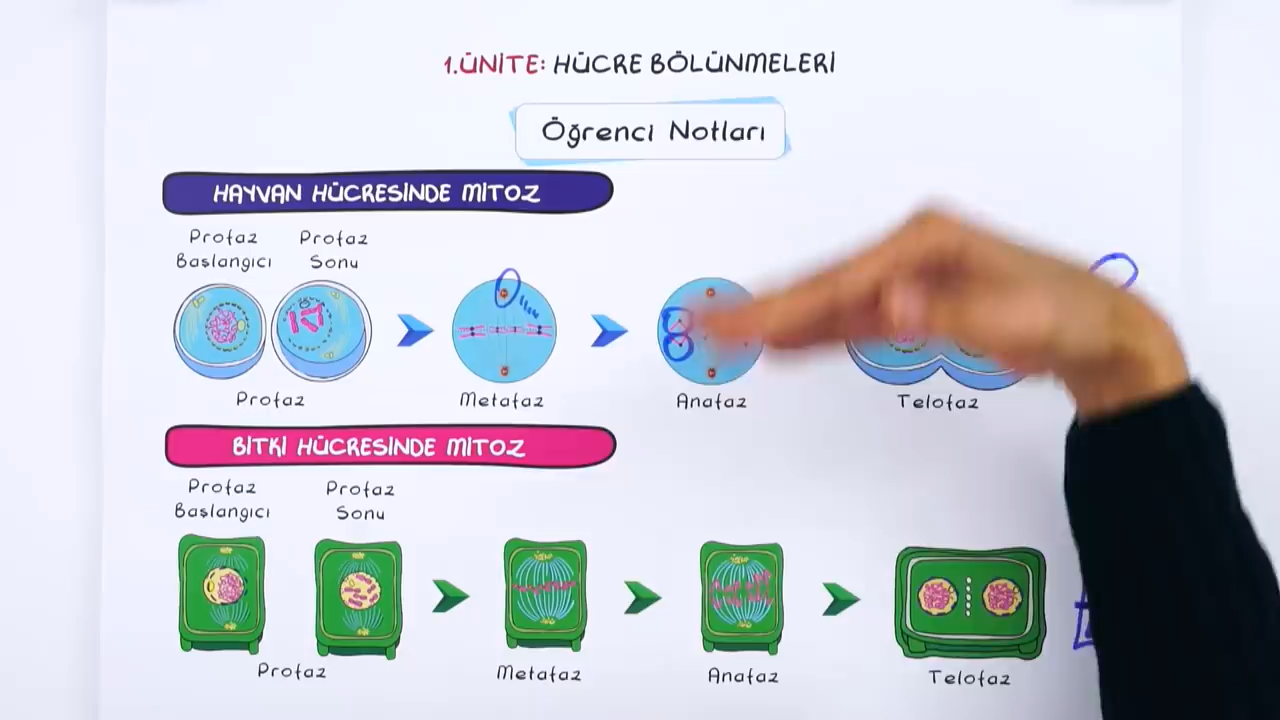 1.ÜNİTE: HÜCRE BÖLÜNMELERİ
Öğrenci Notları
HAYVAN HÜCRESİNDE MİTOZ
Profaz Başlangıcı
Profaz Sonu
Profaz
Metafaz
Anafaz
Telofaz
BİTKİ HÜCRESİNDE MİTOZ
Profaz Başlangıcı
Profaz Sonu
Profaz
Metafaz
Anafaz
Telofaz